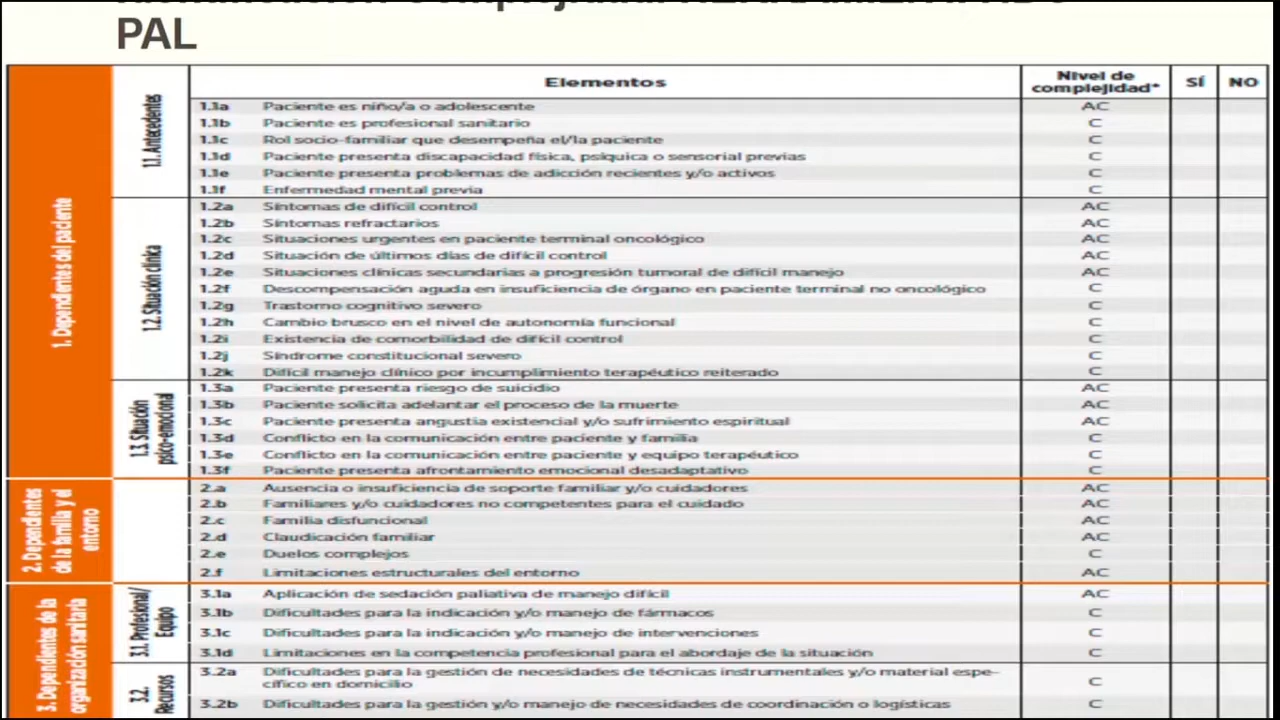 PAL
Elementos
Nivel de
complejidad*
SÍ
NO
1. Dependientes del paciente
1.1. Antecedentes
1.1a Paciente es niño/a o adolescente AC
1.1b Paciente es profesional sanitario C
1.1c Rol socio-familiar que desempeña el/la paciente C
1.1d Paciente presenta discapacidad física, psíquica o sensorial previas C
1.1e Paciente presenta problemas de adicción recientes y/o activos C
1.1f Enfermedad mental previa C
1.2. Situación clínica
1.2a Síntomas de difícil control AC
1.2b Síntomas refractarios AC
1.2c Situaciones urgentes en paciente terminal oncológico AC
1.2d Situación de últimos días de difícil control AC
1.2e Situaciones clínicas secundarias a progresión tumoral de difícil manejo AC
1.2f Descompensación aguda en insuficiencia de órgano en paciente terminal no oncológico C
1.2g Trastorno cognitivo severo C
1.2h Cambio brusco en el nivel de autonomía funcional C
1.2i Existencia de comorbilidad de difícil control C
1.2j Síndrome constitucional severo C
1.2k Difícil manejo clínico por incumplimiento terapéutico reiterado C
1.3. Situación
psico-emocional
1.3a Paciente presenta riesgo de suicidio AC
1.3b Paciente solicita adelantar el proceso de la muerte AC
1.3c Paciente presenta angustia existencial y/o sufrimiento espiritual AC
1.3d Conflicto en la comunicación entre paciente y familia C
1.3e Conflicto en la comunicación entre paciente y equipo terapéutico C
1.3f Paciente presenta afrontamiento emocional desadaptativo C
2. Dependientes
de la familia y el
entorno
2.a Ausencia o insuficiencia de soporte familiar y/o cuidadores AC
2.b Familiares y/o cuidadores no competentes para el cuidado AC
2.c Familia disfuncional AC
2.d Claudicación familiar AC
2.e Duelos complejos C
2.f Limitaciones estructurales del entorno AC
3. Dependientes de la
organización sanitaria
3.1. Profesional/
Equipo
3.1a Aplicación de sedación paliativa de manejo difícil AC
3.1b Dificultades para la indicación y/o manejo de fármacos C
3.1c Dificultades para la indicación y/o manejo de intervenciones C
3.1d Limitaciones en la competencia profesional para el abordaje de la situación C
3.2.
Recursos
3.2a Dificultades para la gestión de necesidades de técnicas instrumentales y/o material espe-
cífico en domicilio C
3.2b Dificultades para la gestión y/o manejo de necesidades de coordinación o logísticas C